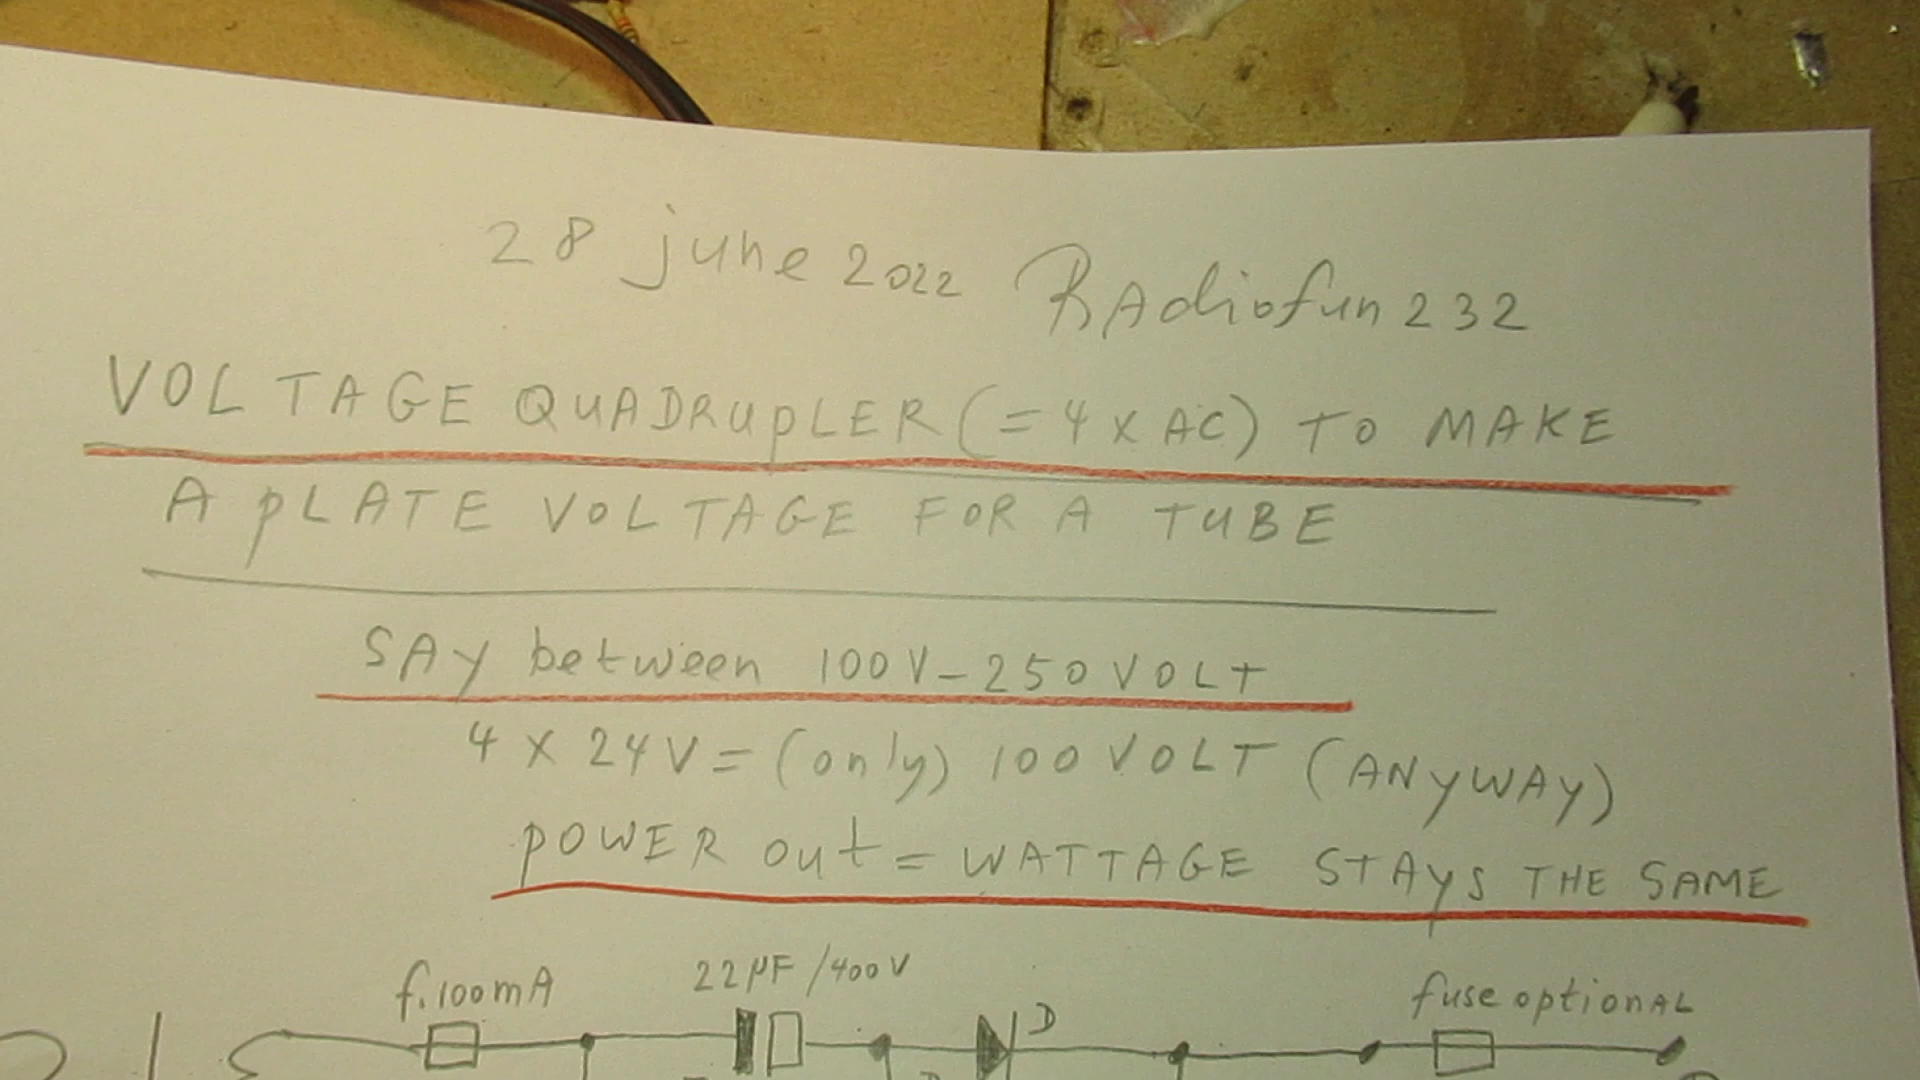 28 june 2022 RAdiofun232
VOLTAGE QUADRUPLER (=4 X AC) TO MAKE
A pLATE VOLTAGE FOR A TUBE
SAY between 100V-250VOLT
4 X 24V = (only) 100 VOLT (ANYWAY)
POWER out = WATTAGE STAYS THE SAME
f.100mA 22µF/400V fuse optionAL
D